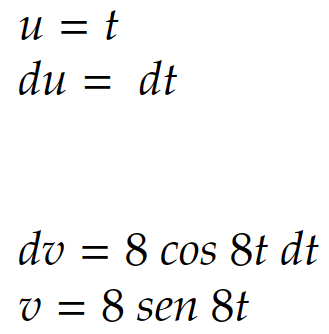 u = t
du = dt
dv = 8 cos 8t dt
v = 8 sen 8t